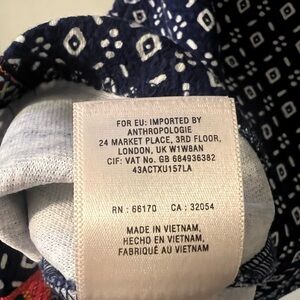 FOR EU: IMPORTED BY
ANTHROPOLOGIE
24 MARKET PLACE, 3RD FLOOR,
LONDON, UK W1W8AN
CIF: VAT No. GB 684936382
43ACTXU157LA
RN : 66170 CA : 32054
MADE IN VIETNAM,
HECHO EN VIETNAM,
FABRIQUÉ AU VIETNAM